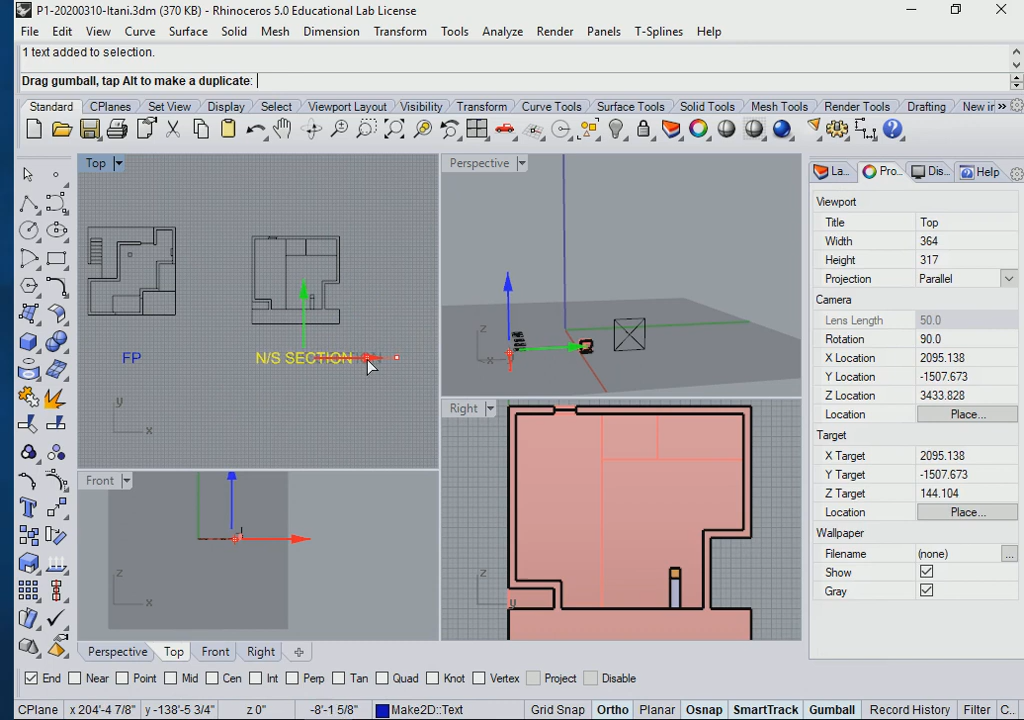 P1-20200310-Itani.3dm (370 KB) - Rhinoceros 5.0 Educational Lab License
File Edit View Curve Surface Solid Mesh Dimension Transform Tools Analyze Render Panels T-Splines Help
1 text added to selection.
Drag gumball, tap Alt to make a duplicate:
Standard CPlanes Set View Display Select Viewport Layout Visibility Transform Curve Tools Surface Tools Solid Tools Mesh Tools Render Tools Drafting New in »
Top
Perspective
La... Pro... Dis... Help
Viewport
Title Top
Width 364
Height 317
Projection Parallel
Camera
Lens Length 50.0
Rotation 90.0
X Location 2095.138
Y Location -1507.673
Z Location 3433.828
Location Place...
Target
X Target 2095.138
Y Target -1507.673
Z Target 144.104
Location Place...
Wallpaper
Filename (none) ...
Show
Gray
FP
N/S SECTION
y
x
z
x
Front
z
x
Right
z
y
Perspective Top Front Right
End Near Point Mid Cen Int Perp Tan Quad Knot Vertex Project Disable
CPlane x 204'-4 7/8" y -138'-5 3/4" z 0" -8'-1 5/8" Make2D::Text Grid Snap Ortho Planar Osnap SmartTrack Gumball Record History Filter C..